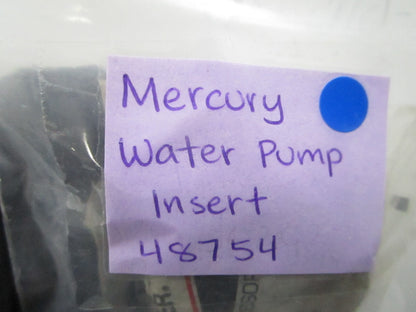 Mercury
Water Pump
Insert
48754